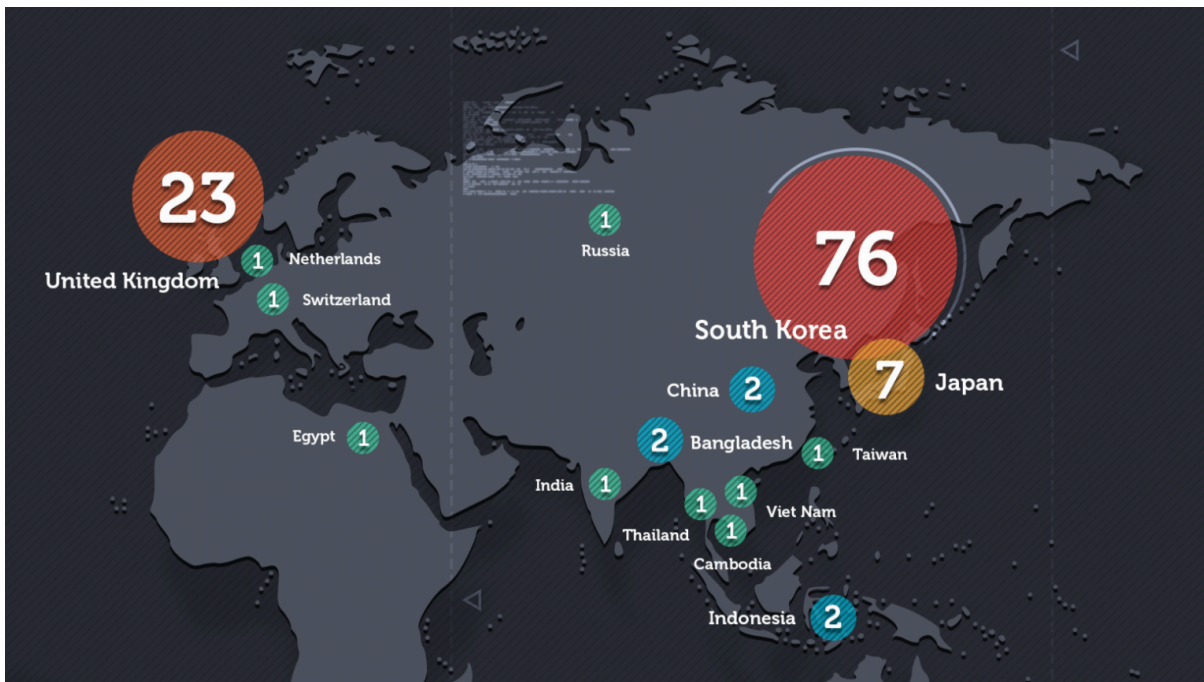 23
United Kingdom
1
Netherlands
1
Switzerland
1
Russia
76
South Korea
7
Japan
China
2
2
Bangladesh
Egypt
1
1
Taiwan
India
1
1
Viet Nam
1
Thailand
1
Cambodia
Indonesia
2